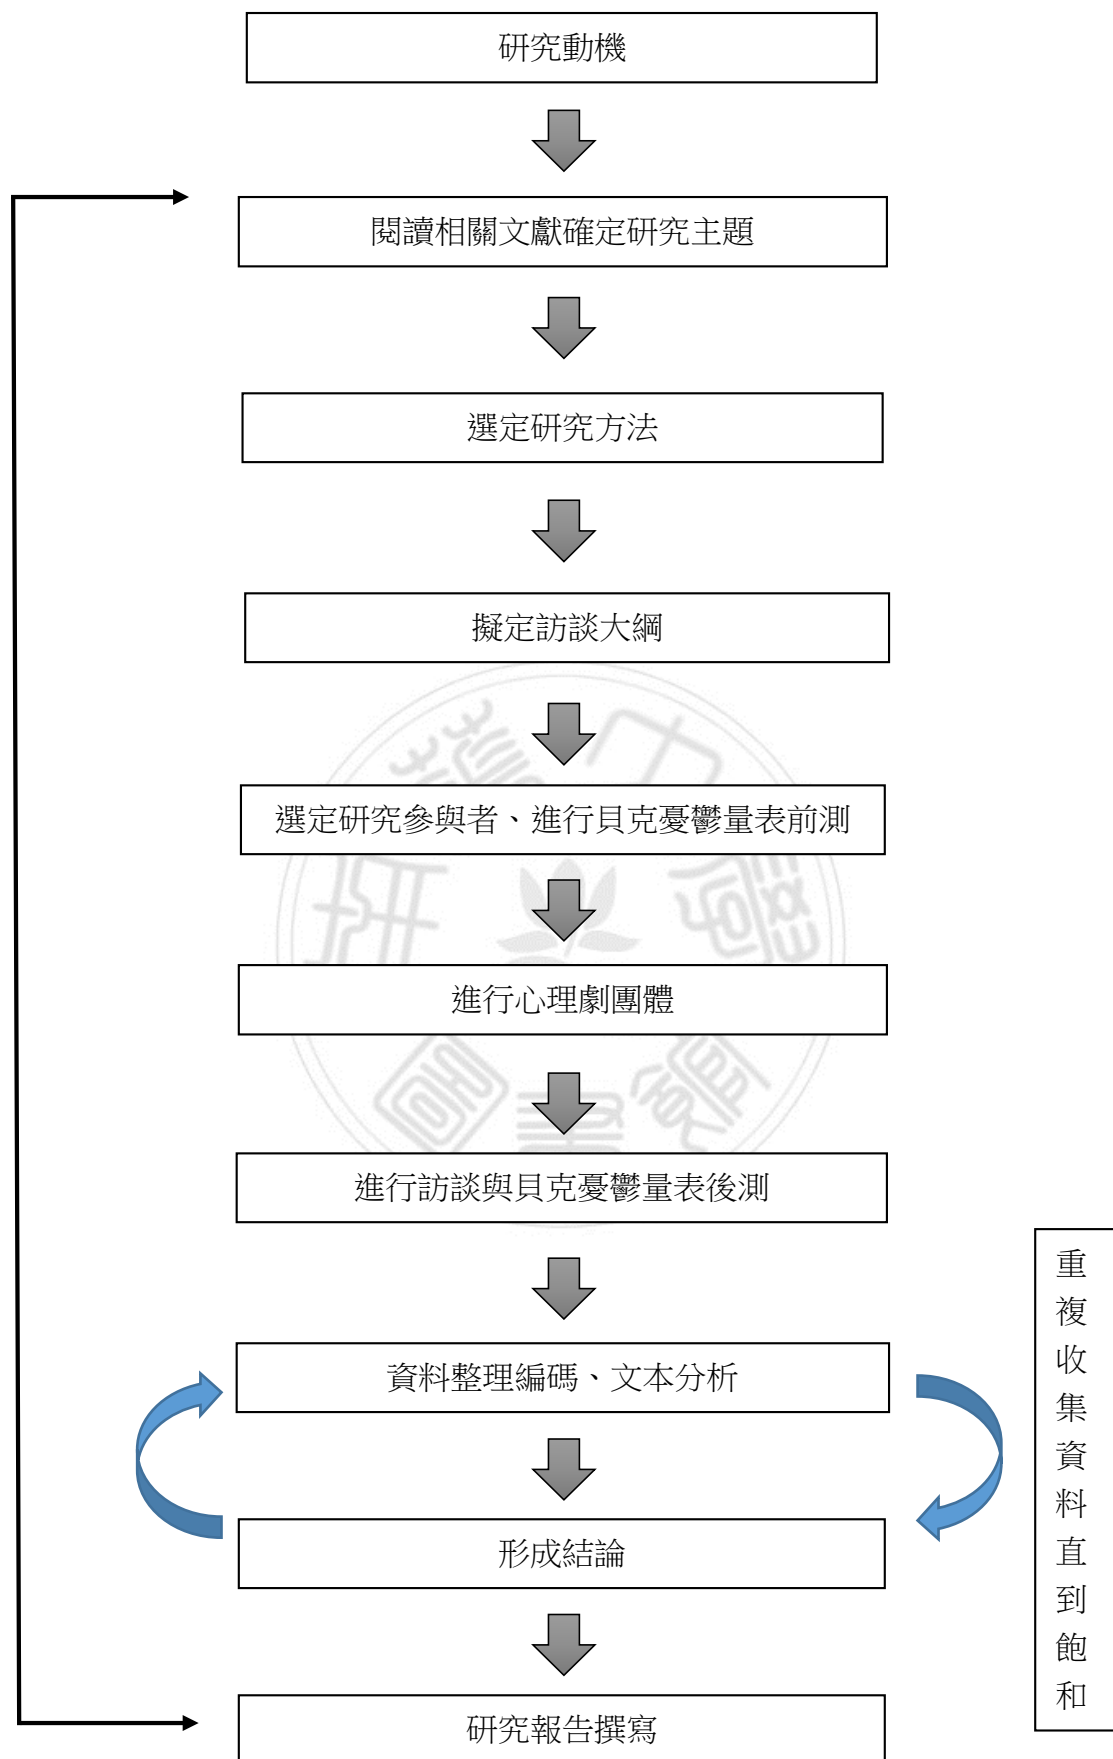 研究動機
閱讀相關文獻確定研究主題
選定研究方法
擬定訪談大綱
選定研究參與者、進行貝克憂鬱量表前測
進行心理劇團體
進行訪談與貝克憂鬱量表後測
資料整理編碼、文本分析
形成結論
研究報告撰寫
重複收集資料直到飽和